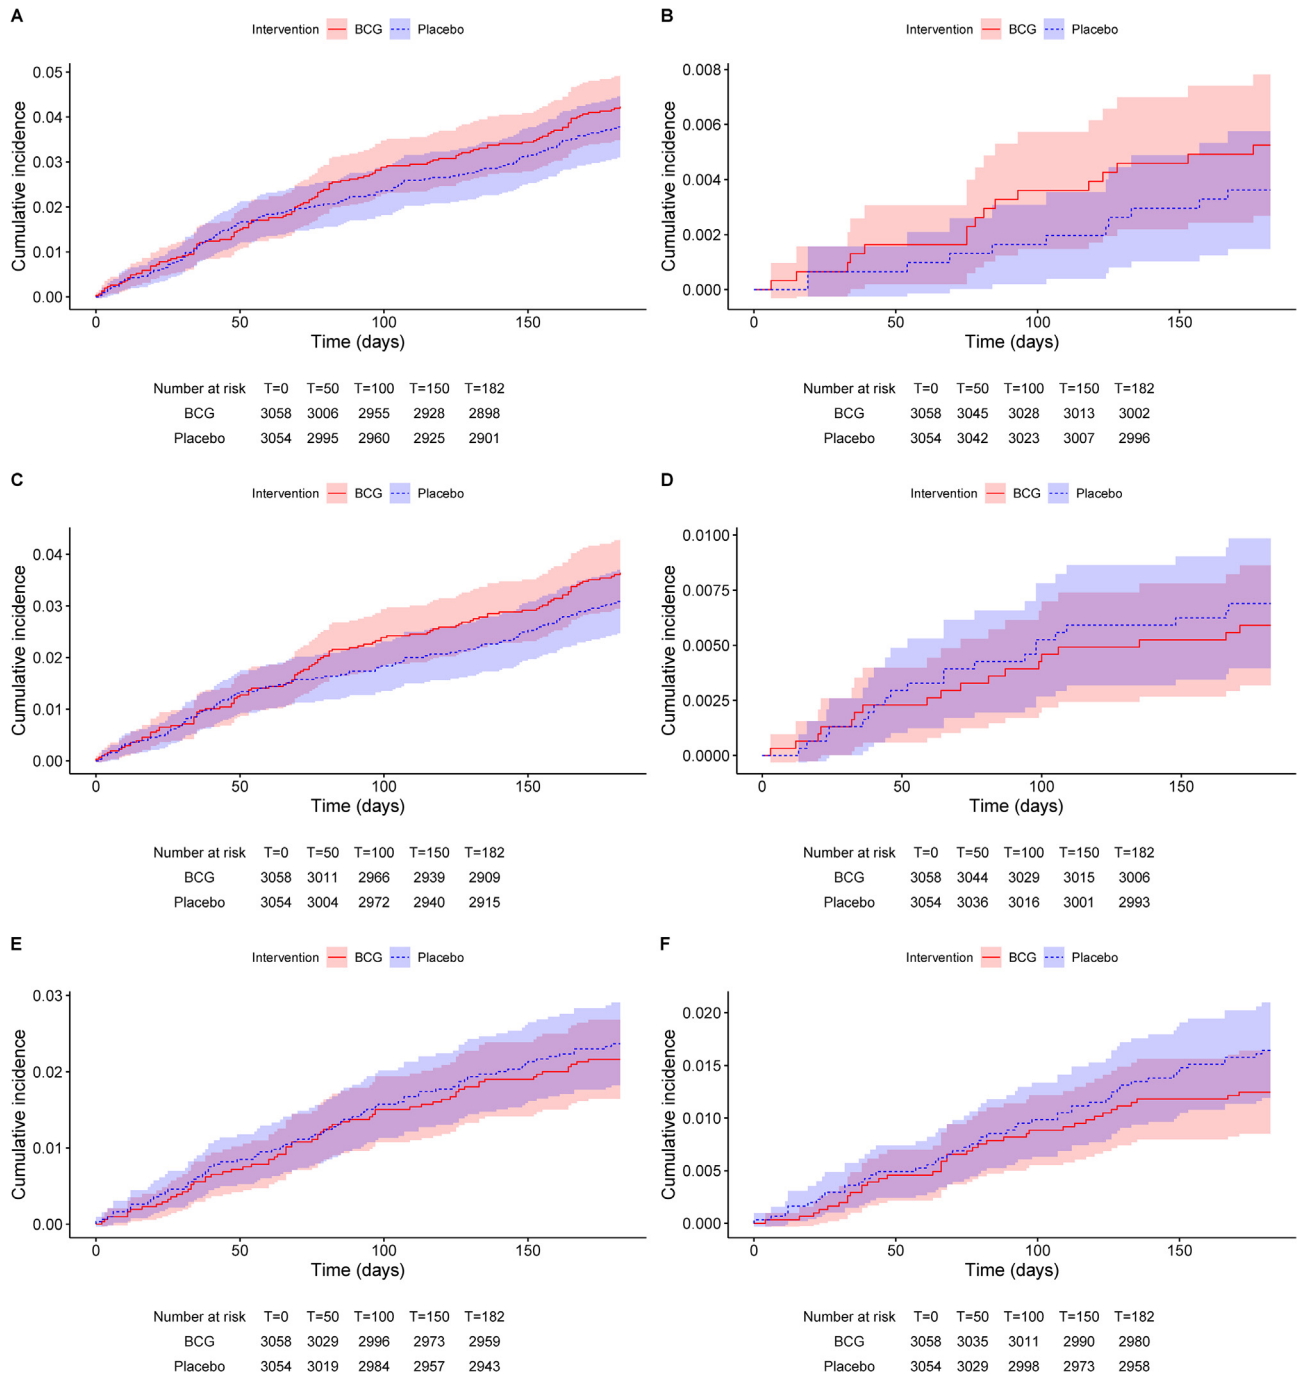 A
Intervention BCG Placebo
Cumulative incidence
0.05
0.04
0.03
0.02
0.01
0.00
0 50 100 150
Time (days)
Number at risk T=0 T=50 T=100 T=150 T=182
BCG 3058 3006 2955 2928 2898
Placebo 3054 2995 2960 2925 2901
B
Intervention BCG Placebo
Cumulative incidence
0.008
0.006
0.004
0.002
0.000
0 50 100 150
Time (days)
Number at risk T=0 T=50 T=100 T=150 T=182
BCG 3058 3045 3028 3013 3002
Placebo 3054 3042 3023 3007 2996
C
Intervention BCG Placebo
Cumulative incidence
0.04
0.03
0.02
0.01
0.00
0 50 100 150
Time (days)
Number at risk T=0 T=50 T=100 T=150 T=182
BCG 3058 3011 2966 2939 2909
Placebo 3054 3004 2972 2940 2915
D
Intervention BCG Placebo
Cumulative incidence
0.0100
0.0075
0.0050
0.0025
0.0000
0 50 100 150
Time (days)
Number at risk T=0 T=50 T=100 T=150 T=182
BCG 3058 3044 3029 3015 3006
Placebo 3054 3036 3016 3001 2993
E
Intervention BCG Placebo
Cumulative incidence
0.03
0.02
0.01
0.00
0 50 100 150
Time (days)
Number at risk T=0 T=50 T=100 T=150 T=182
BCG 3058 3029 2996 2973 2959
Placebo 3054 3019 2984 2957 2943
F
Intervention BCG Placebo
Cumulative incidence
0.020
0.015
0.010
0.005
0.000
0 50 100 150
Time (days)
Number at risk T=0 T=50 T=100 T=150 T=182
BCG 3058 3035 3011 2990 2980
Placebo 3054 3029 2998 2973 2958